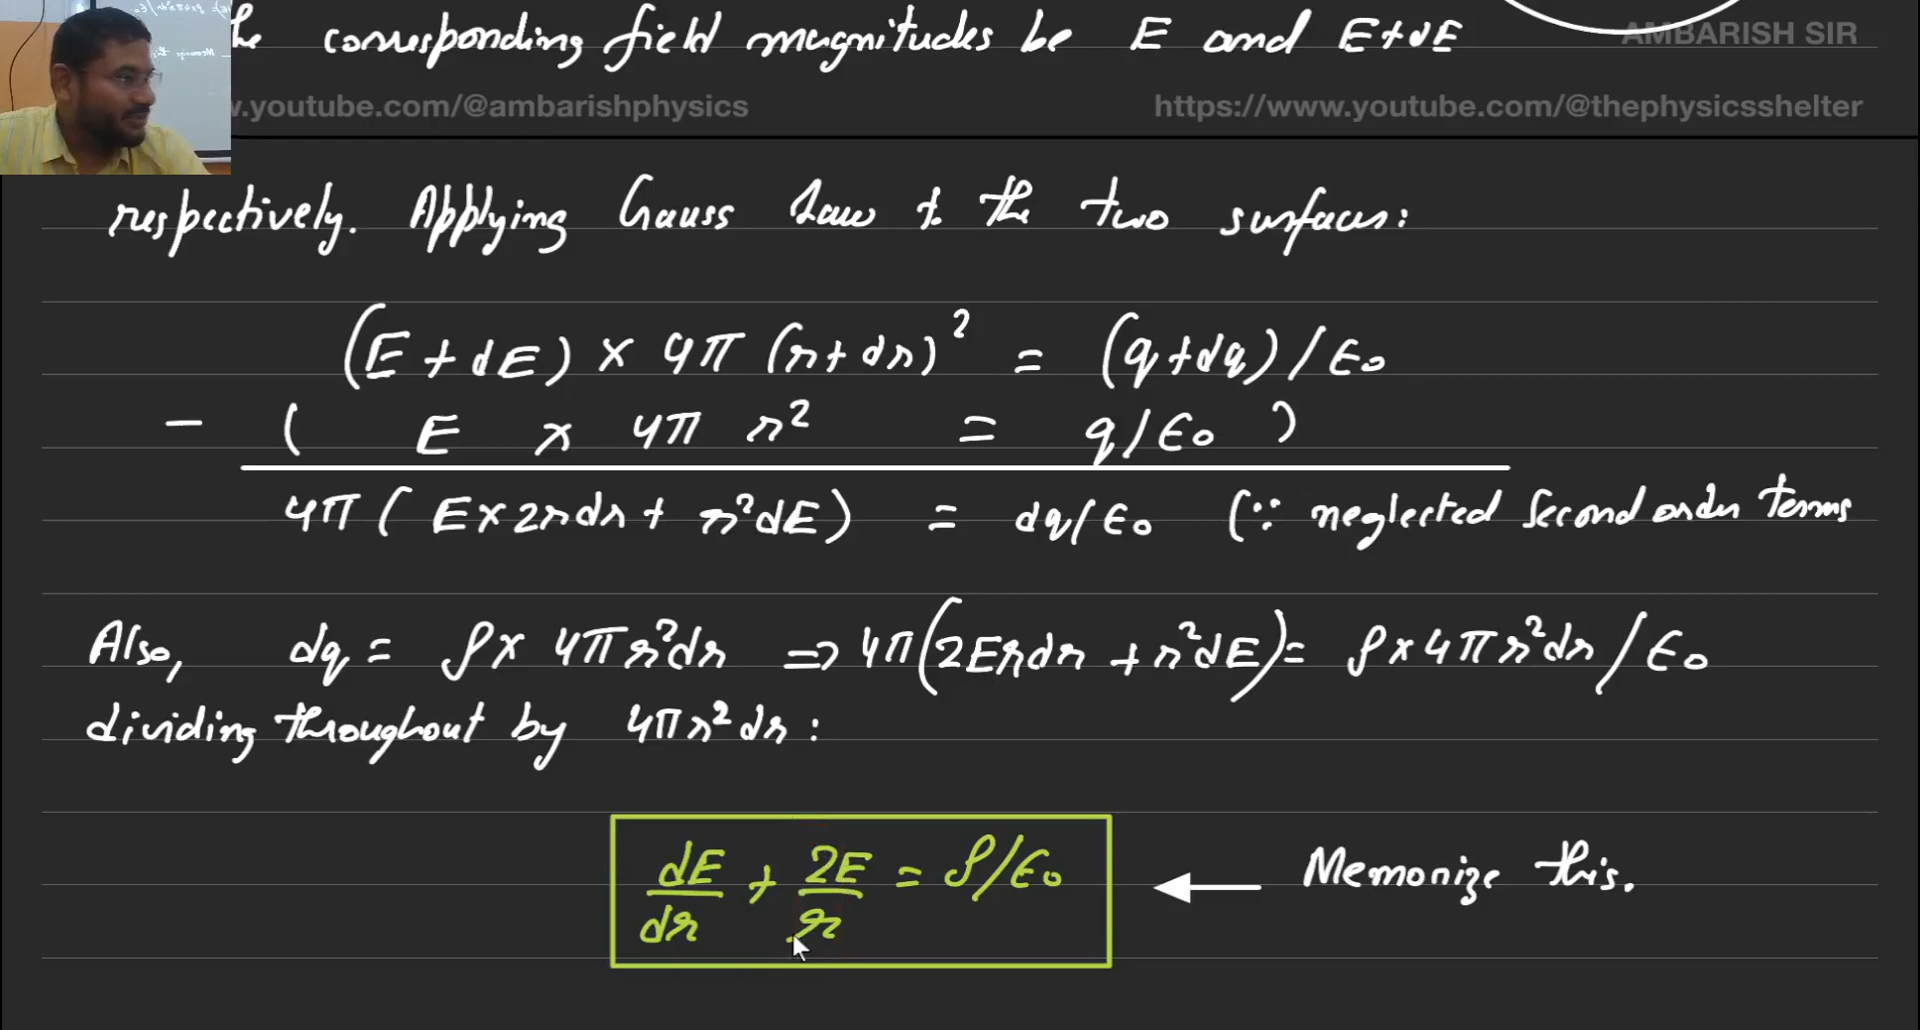 he corresponding field magnitudes be E and E+dE
AMBARISH SIR
w.youtube.com/@ambarishphysics
https://www.youtube.com/@thephysicsshelter
respectively. Applying Gauss Law to the two surfaces:
(E + dE) × 4π (r + dr)² = (q + dq) / ϵ₀
− ( E × 4π r² = q/ϵ₀ )
4π ( E × 2rdr + r²dE) = dq/ϵ₀ (∵ neglected second order terms
Also, dq = ρ × 4πr²dr ⇒ 4π(2Erdr + r²dE) = ρ × 4πr²dr / ϵ₀
dividing throughout by 4πr²dr :
dE/dr + 2E/r = ρ/ϵ₀ ← Memorize this.